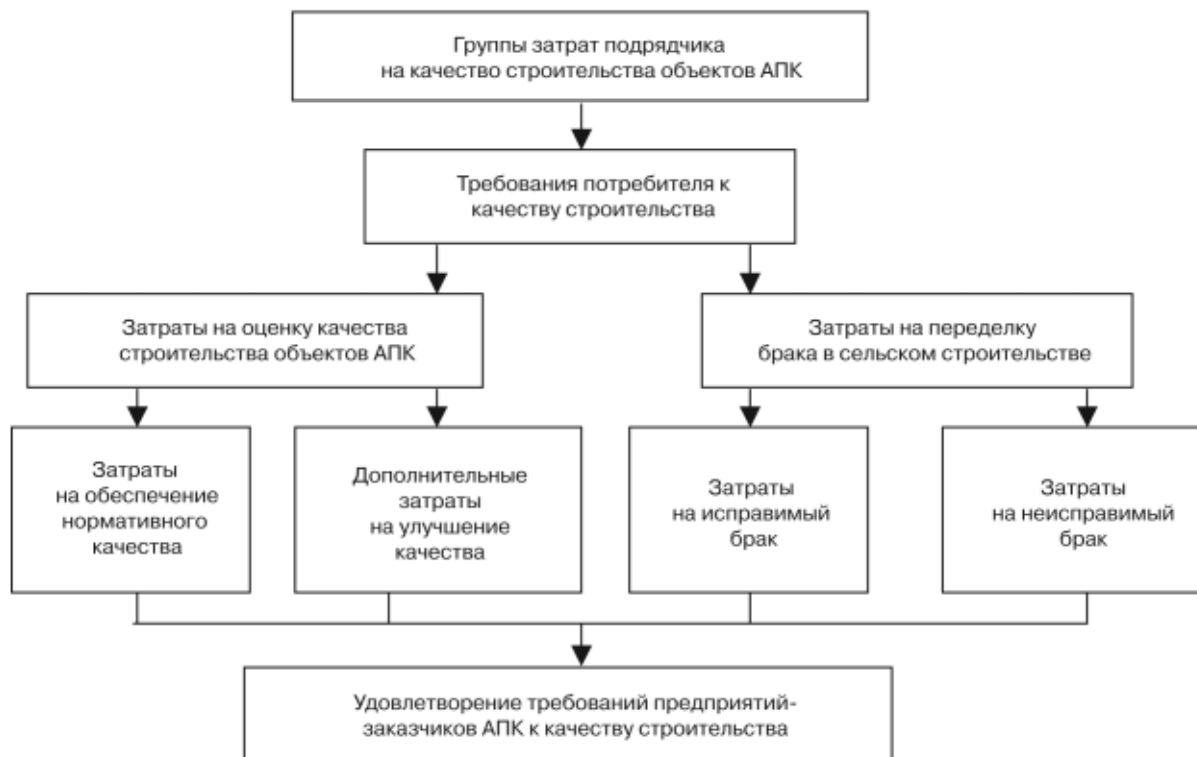 Группы затрат подрядчика
на качество строительства объектов АПК
Требования потребителя к
качеству строительства
Затраты на оценку качества
строительства объектов АПК
Затраты на переделку
брака в сельском строительстве
Затраты
на обеспечение
нормативного
качества
Дополнительные
затраты
на улучшение
качества
Затраты
на исправимый
брак
Затраты
на неисправимый
брак
Удовлетворение требований предприятий-
заказчиков АПК к качеству строительства